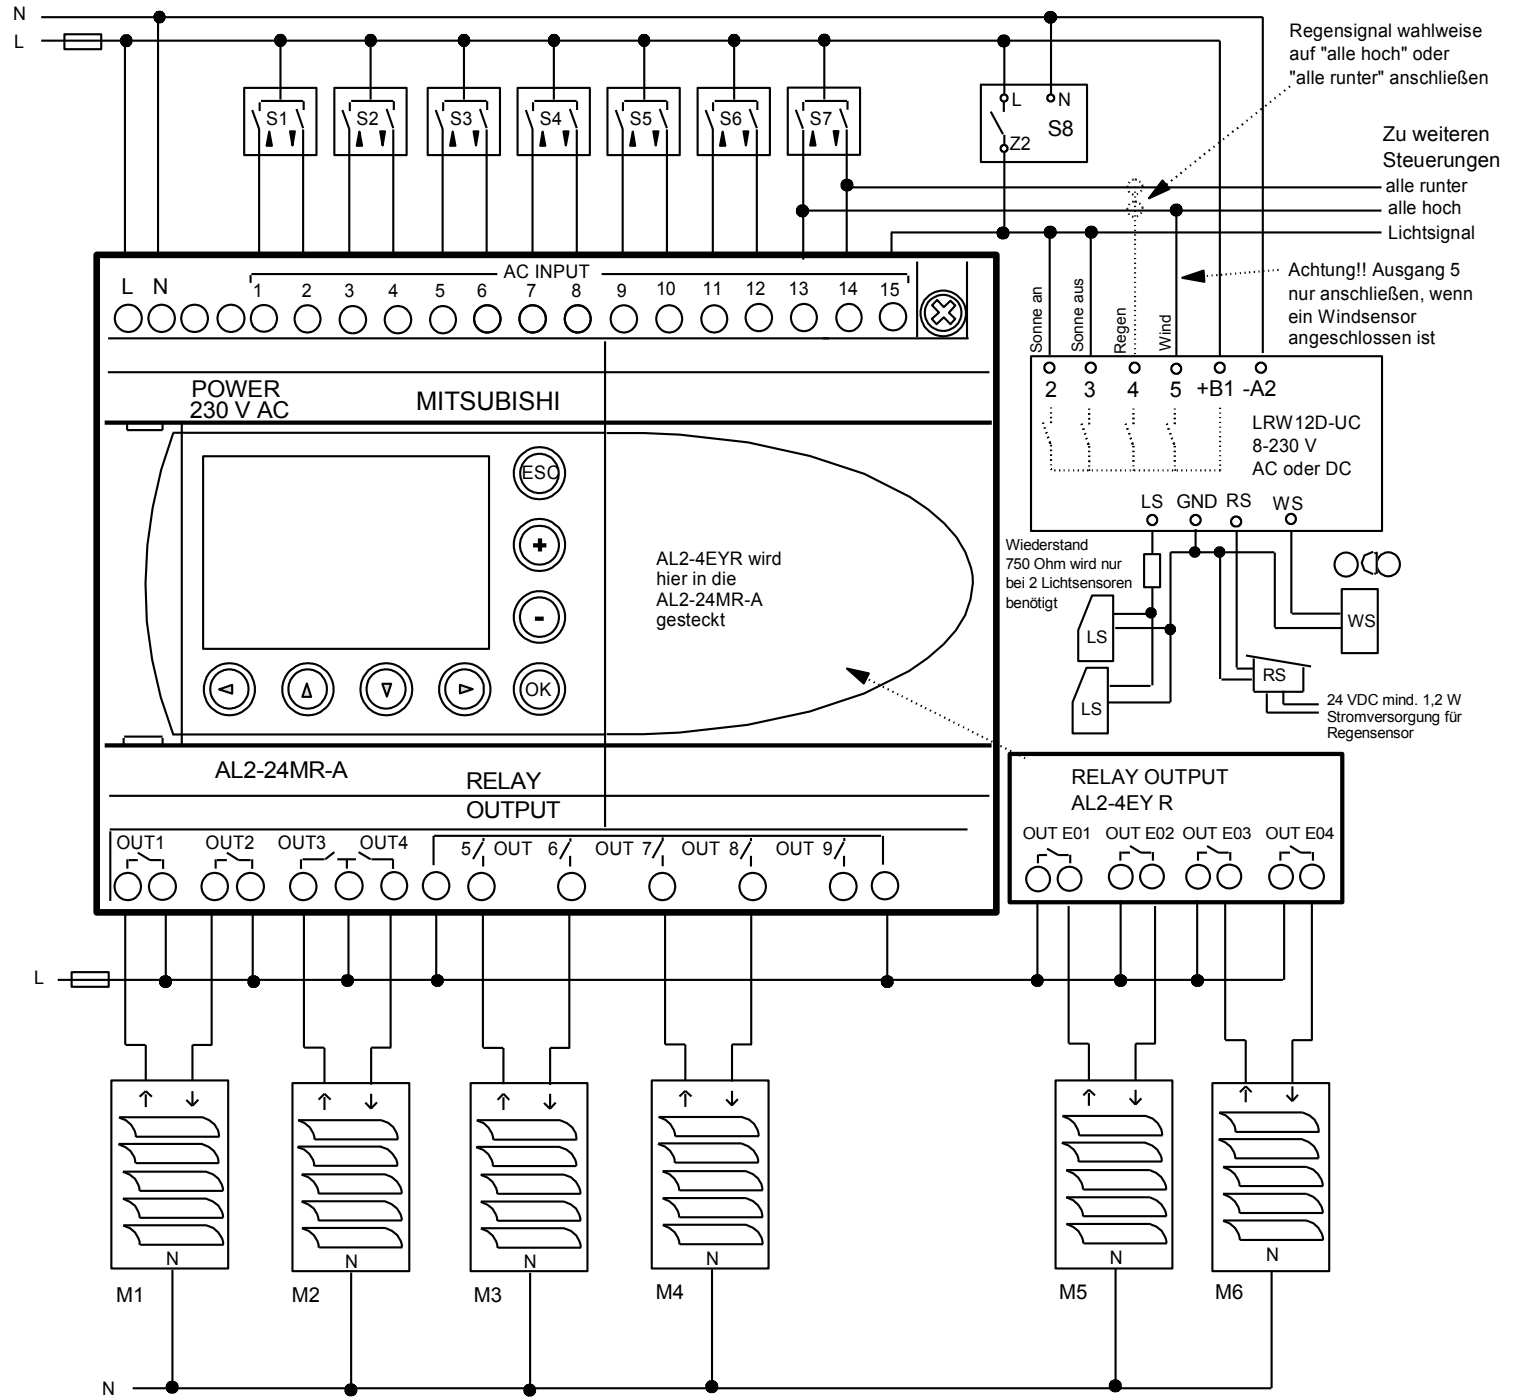 N
L
Regensignal wahlweise
auf "alle hoch" oder
"alle runter" anschließen
S1 S2 S3 S4 S5 S6 S7
L N
S8
Z2
Zu weiteren
Steuerungen
alle runter
alle hoch
Lichtsignal
Achtung!! Ausgang 5
nur anschließen, wenn
ein Windsensor
angeschlossen ist
Sonne an
Sonne aus
Regen
Wind
L N
AC INPUT
1 2 3 4 5 6 7 8 9 10 11 12 13 14 15
POWER
230 V AC
MITSUBISHI
2 3 4 5 +B1 -A2
LRW12D-UC
8-230 V
AC oder DC
LS GND RS WS
ESC
+
-
OK
AL2-4EYR wird
hier in die
AL2-24MR-A
gesteckt
Wiederstand
750 Ohm wird nur
bei 2 Lichtsensoren
benötigt
LS
LS
WS
RS
24 VDC mind. 1,2 W
Stromversorgung für
Regensensor
AL2-24MR-A
RELAY
OUTPUT
RELAY OUTPUT
AL2-4EY R
OUT1 OUT2 OUT3 OUT4 5 OUT 6 OUT 7 OUT 8 OUT 9
OUT E01 OUT E02 OUT E03 OUT E04
L
N N N N N N
M1 M2 M3 M4 M5 M6
N